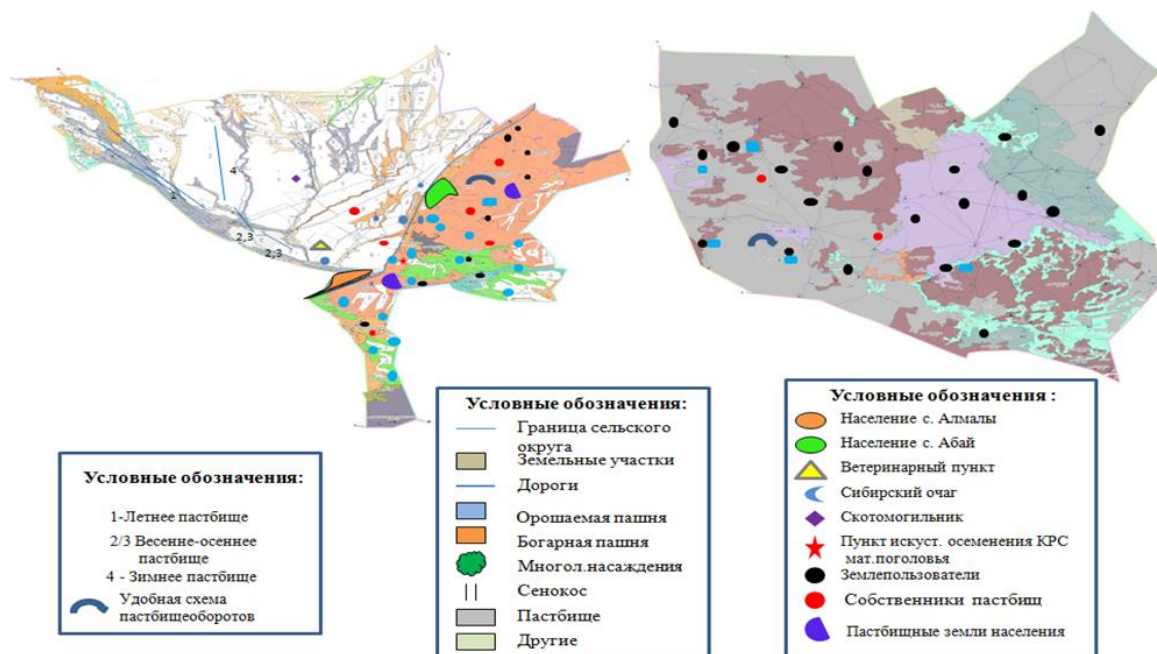 1
4
2,3
2,3
Условные обозначения:
1-Летнее пастбище
2/3 Весенне-осеннее
пастбище
4 - Зимнее пастбище
Удобная схема
пастбищеоборотов
Условные обозначения:
Граница сельского
округа
Земельные участки
Дороги
Орошаемая пашня
Богарная пашня
Многол.насаждения
Сенокос
Пастбище
Другие
Условные обозначения :
Население с. Алмалы
Население с. Абай
Ветеринарный пункт
Сибирский очаг
Скотомогильник
Пункт искуст. осеменения КРС
мат.поголовья
Землепользователи
Собственники пастбищ
Пастбищные земли населения